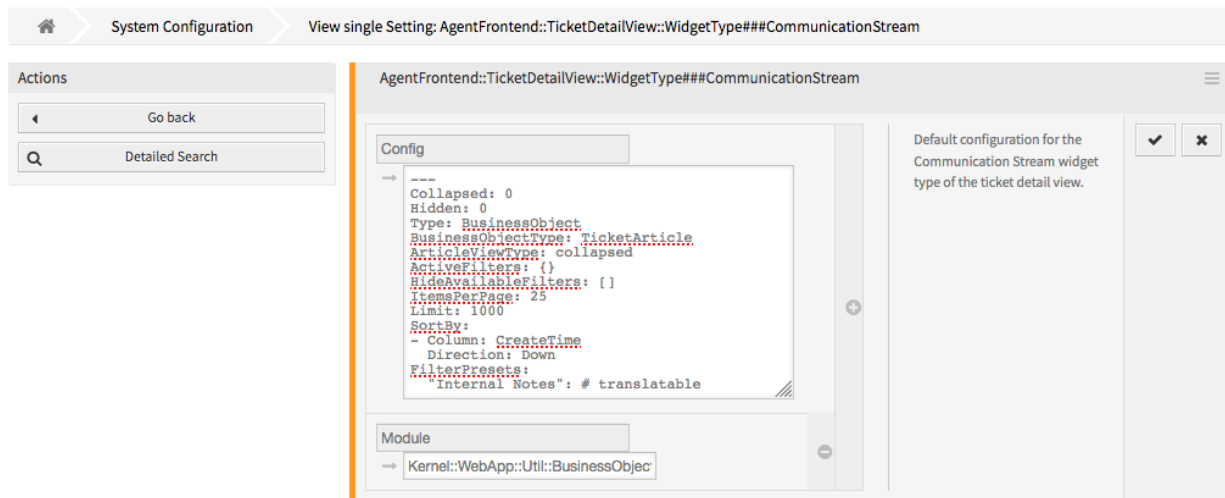 System Configuration
View single Setting: AgentFrontend::TicketDetailView::WidgetType###CommunicationStream
Actions
Go back
Detailed Search
AgentFrontend::TicketDetailView::WidgetType###CommunicationStream
Config
---
Collapsed: 0
Hidden: 0
Type: BusinessObject
BusinessObjectType: TicketArticle
ArticleViewType: collapsed
ActiveFilters: {}
HideAvailableFilters: []
ItemsPerPage: 25
Limit: 1000
SortBy:
- Column: CreateTime
  Direction: Down
FilterPresets:
  "Internal Notes": # translatable
Module
Kernel::WebApp::Util::BusinessObjec
Default configuration for the
Communication Stream widget
type of the ticket detail view.